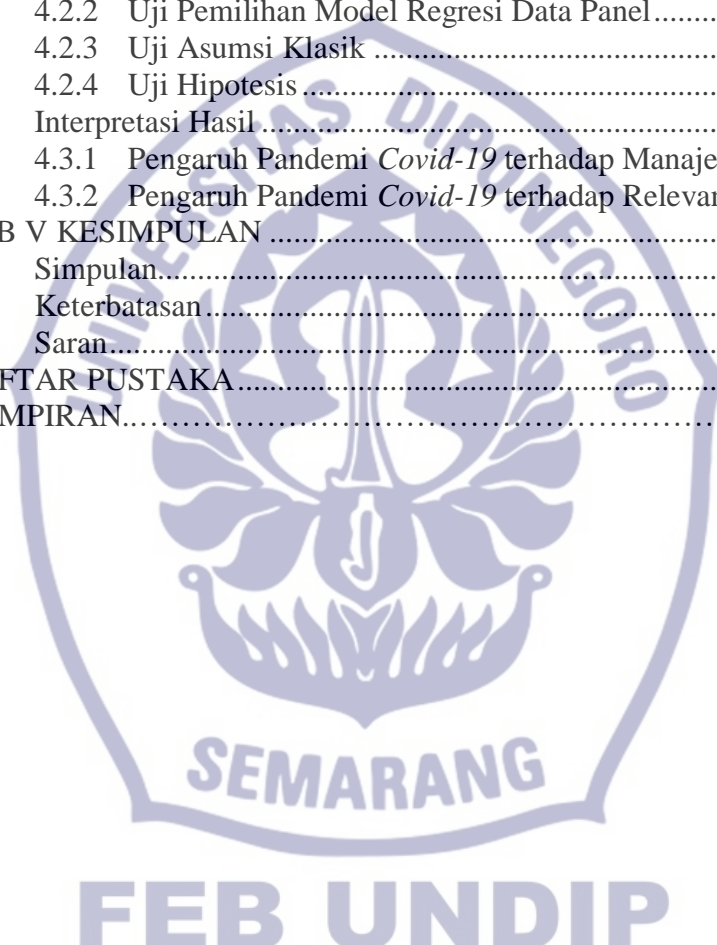 4.2.2 Uji Pemilihan Model Regresi Data Panel........
4.2.3 Uji Asumsi Klasik ........................................
4.2.4 Uji Hipotesis ................................................
Interpretasi Hasil ......................................................
4.3.1 Pengaruh Pandemi Covid-19 terhadap Manaje
4.3.2 Pengaruh Pandemi Covid-19 terhadap Relevan
B V KESIMPULAN ......................................................
Simpulan..................................................................
Keterbatasan ............................................................
Saran........................................................................
FTAR PUSTAKA..........................................................
MPIRAN.....................................................................
UNIVERSITAS DIPONEGORO
SEMARANG
FEB UNDIP